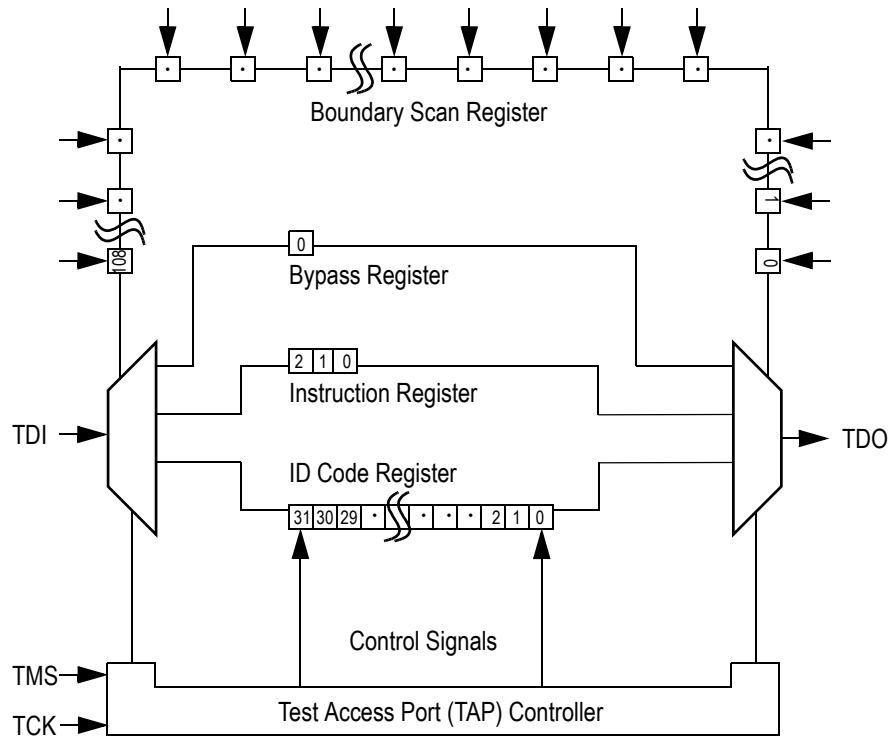 Boundary Scan Register
1
108
0
0
Bypass Register
2 1 0
Instruction Register
TDI
TDO
ID Code Register
31 30 29 · · · · 2 1 0
Control Signals
TMS
Test Access Port (TAP) Controller
TCK